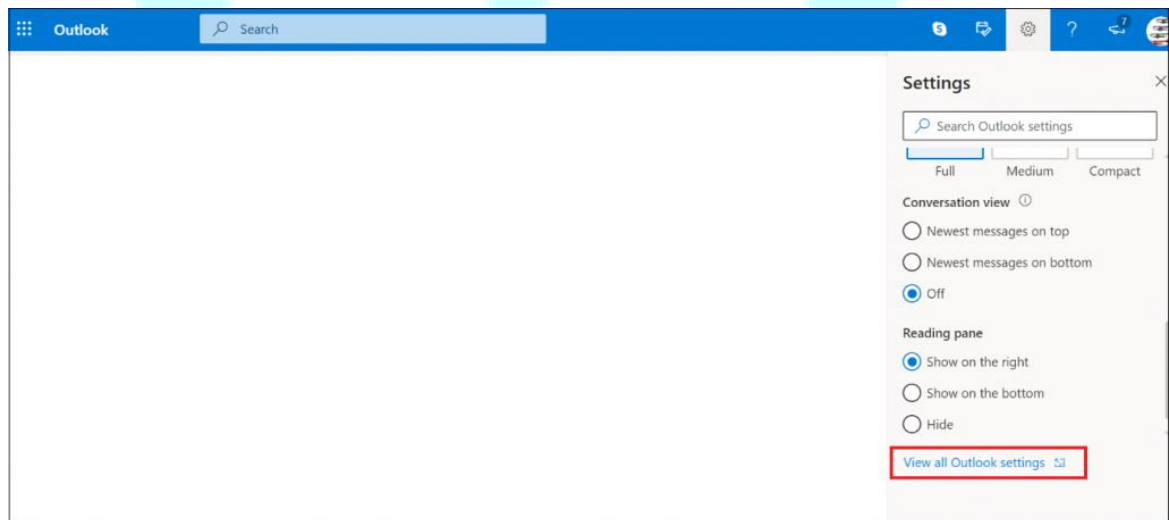 Outlook
Search
S
?
7
Settings
Search Outlook settings
Full Medium Compact
Conversation view
Newest messages on top
Newest messages on bottom
Off
Reading pane
Show on the right
Show on the bottom
Hide
View all Outlook settings